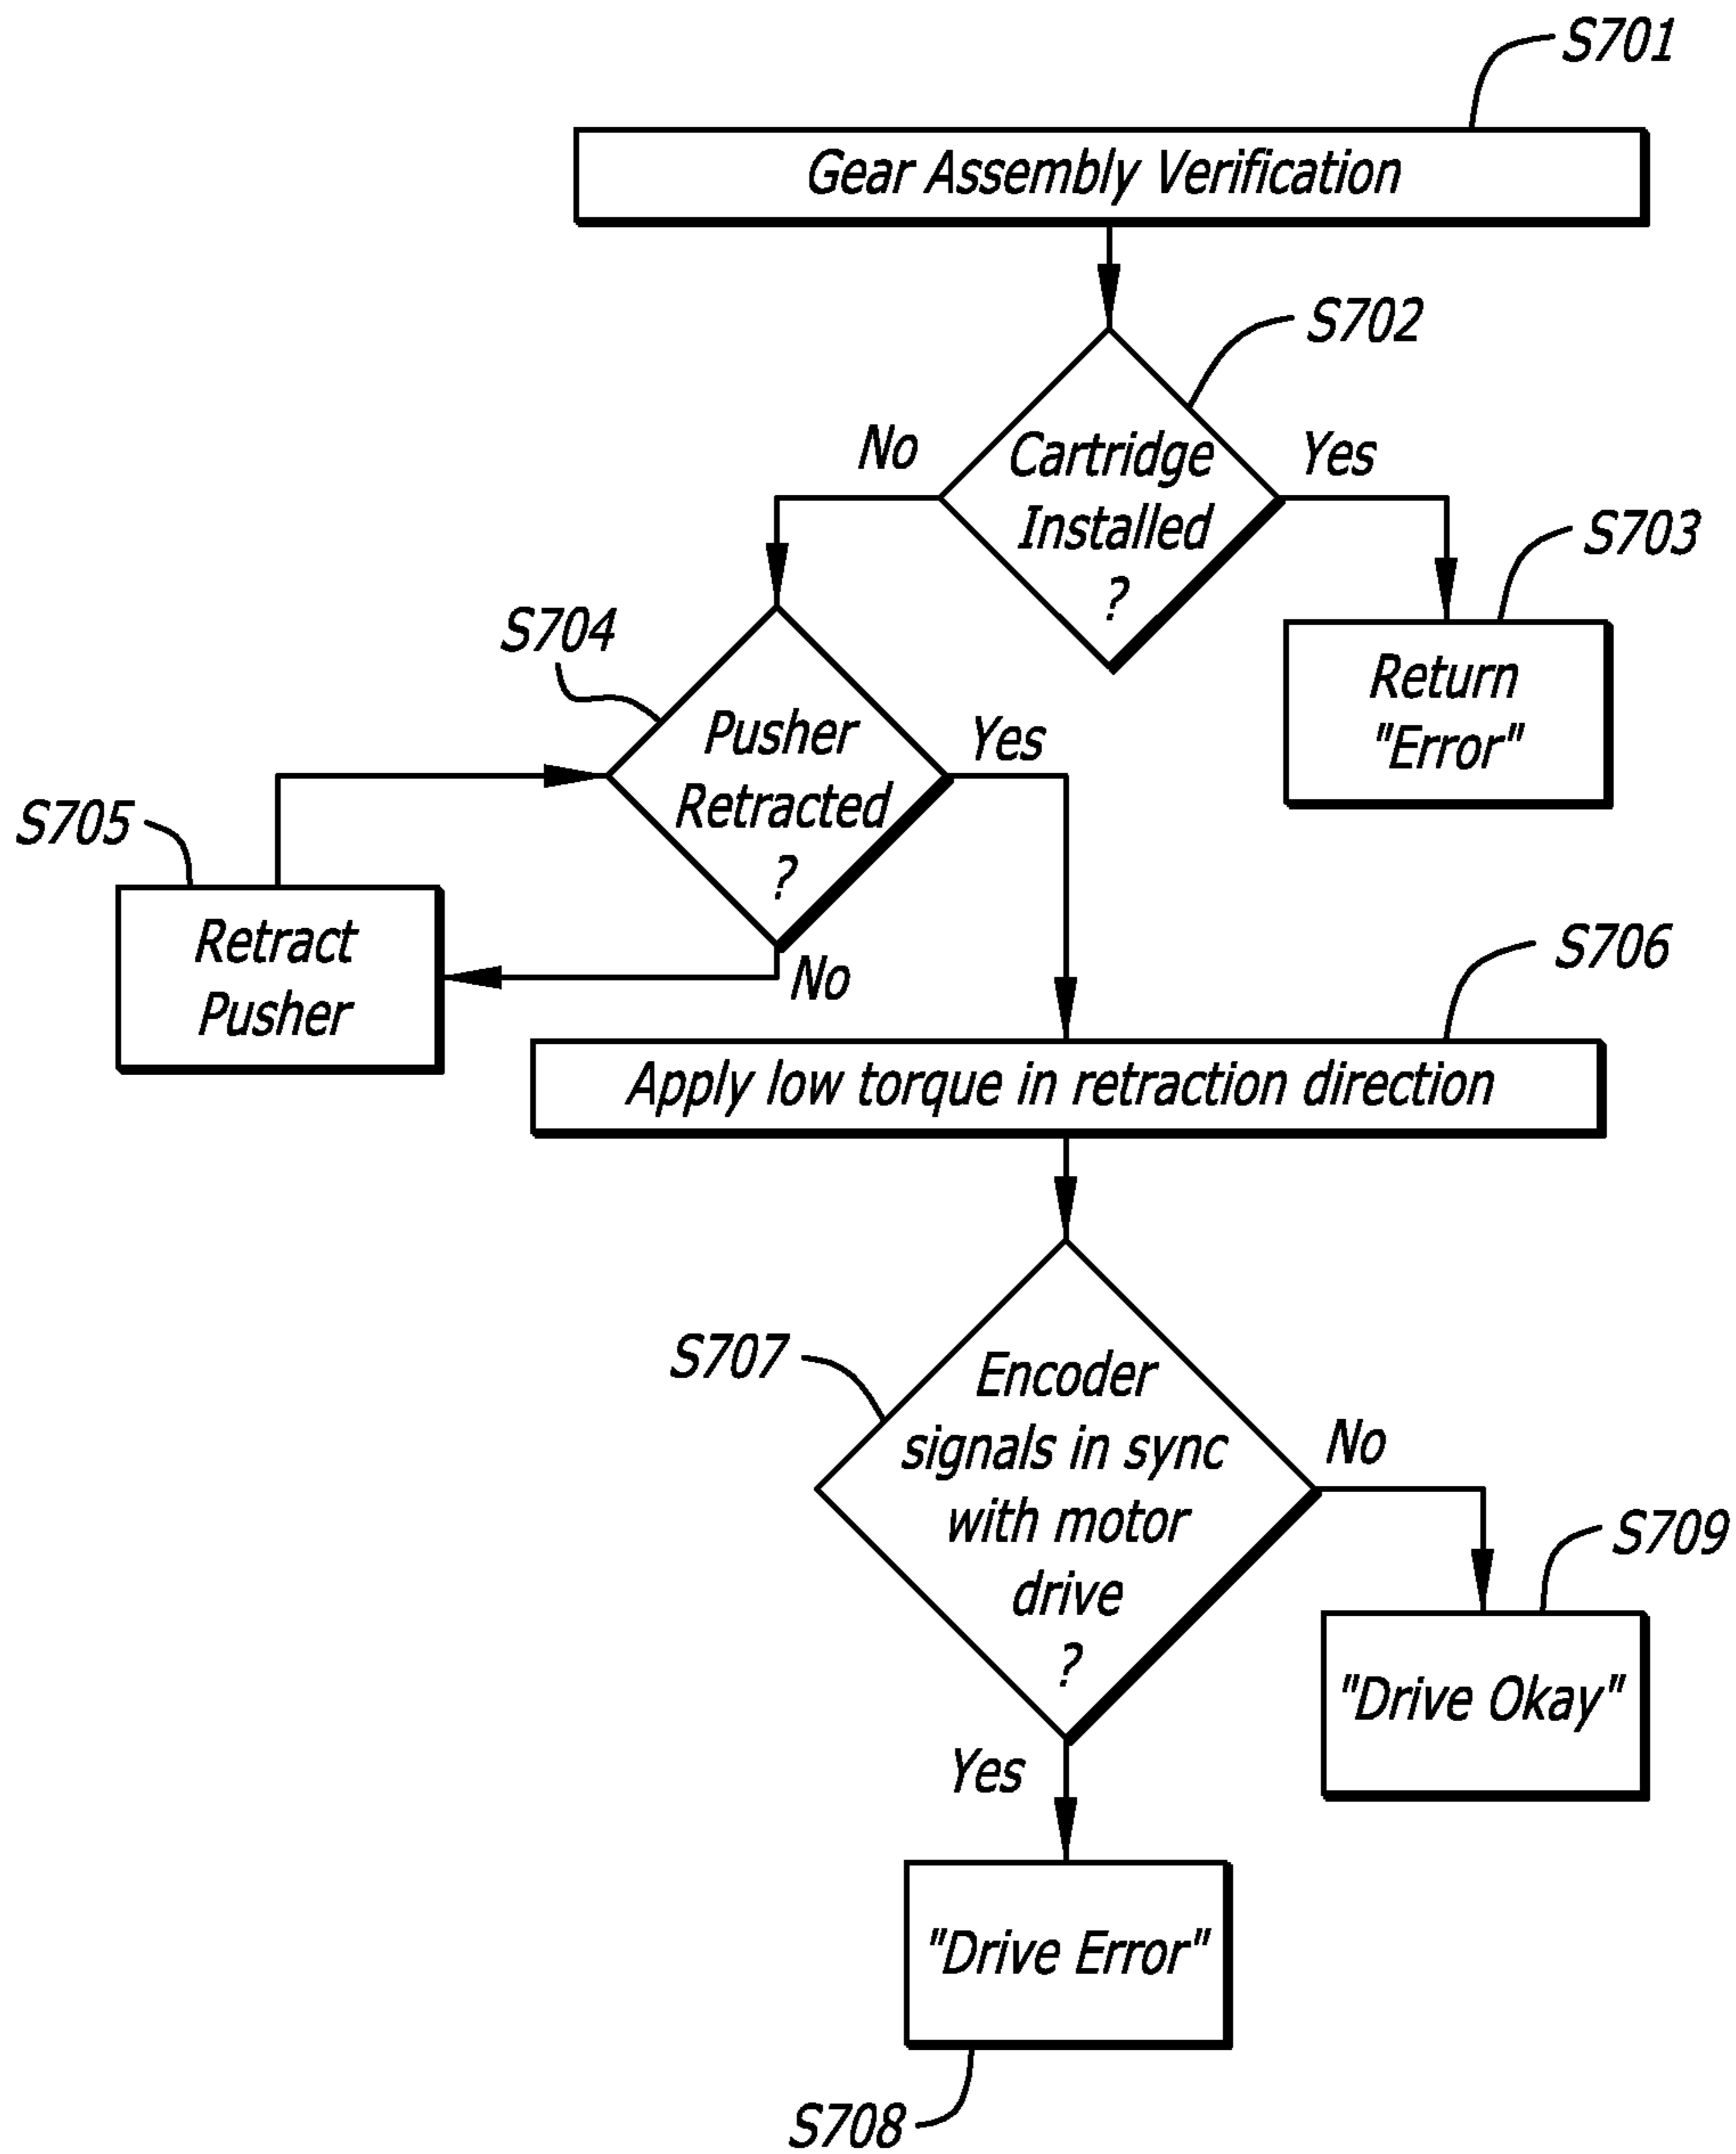 S701
Gear Assembly Verification
S702
No
Yes
Cartridge
Installed
?
S703
Return
"Error"
S704
Pusher
Retracted
?
Yes
No
S705
Retract
Pusher
S706
Apply low torque in retraction direction
S707
Encoder
signals in sync
with motor
drive
?
No
S709
"Drive Okay"
Yes
"Drive Error"
S708